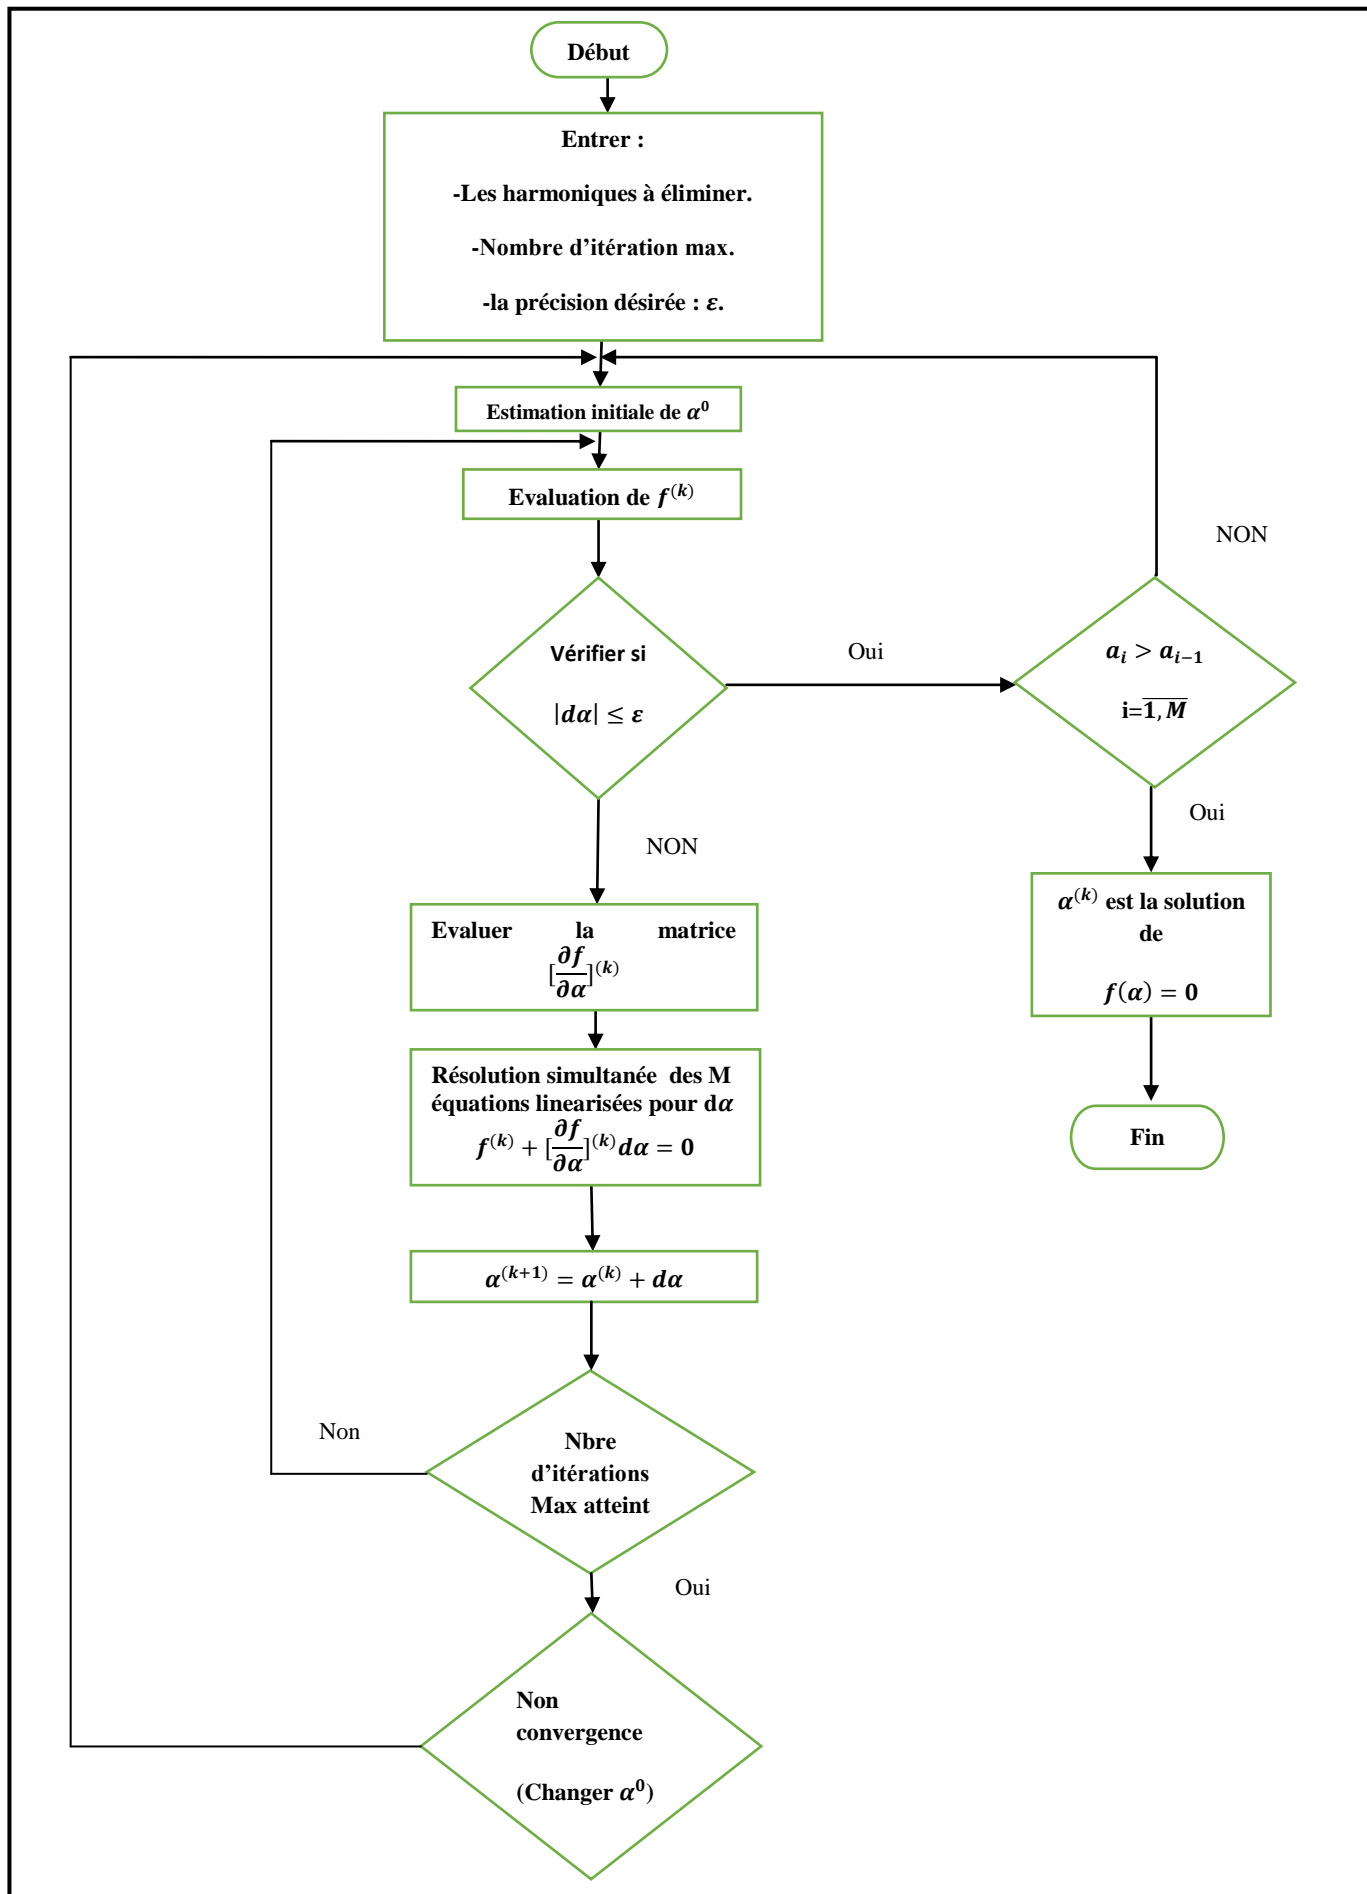 Début
Entrer :
-Les harmoniques à éliminer.
-Nombre d'itération max.
-la précision désirée : ε.
Estimation initiale de α⁰
Evaluation de f⁽ᵏ⁾
NON
Vérifier si
|dα| ≤ ε
Oui
aᵢ > aᵢ₋₁
i=1̅,̅M̅
NON
Oui
Evaluer la matrice
[∂f/∂α]⁽ᵏ⁾
α⁽ᵏ⁾ est la solution
de
f(α) = 0
Résolution simultanée des M
équations linearisées pour dα
f⁽ᵏ⁾ + [∂f/∂α]⁽ᵏ⁾dα = 0
Fin
α⁽ᵏ⁺¹⁾ = α⁽ᵏ⁾ + dα
Non
Nbre
d'itérations
Max atteint
Oui
Non
convergence
(Changer α⁰)